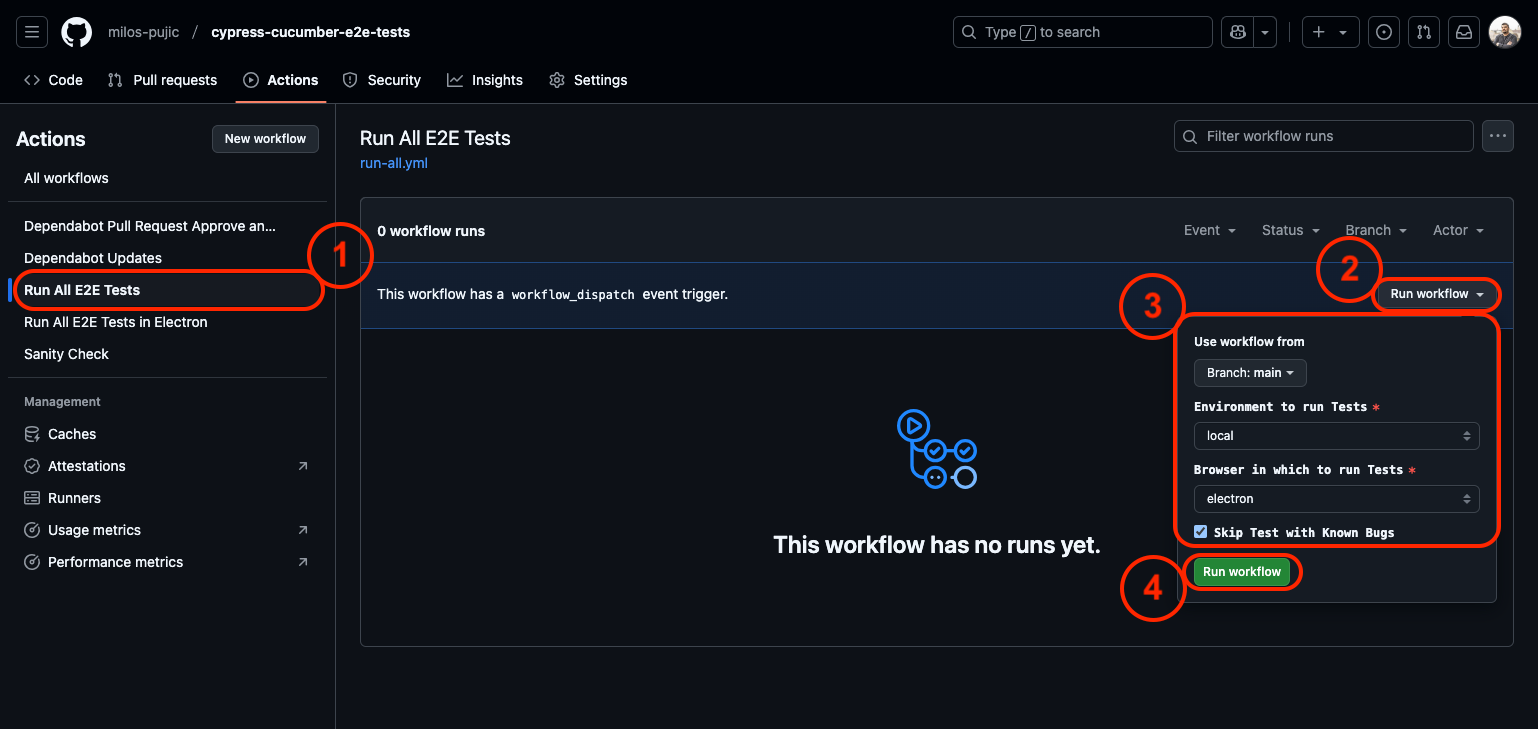 milos-pujic / cypress-cucumber-e2e-tests
Type / to search
Code Pull requests Actions Security Insights Settings
Actions
New workflow
All workflows
Dependabot Pull Request Approve an...
Dependabot Updates
Run All E2E Tests
Run All E2E Tests in Electron
Sanity Check
Management
Caches
Attestations
Runners
Usage metrics
Performance metrics
1
Run All E2E Tests
run-all.yml
Filter workflow runs
0 workflow runs
Event Status Branch Actor
2
This workflow has a workflow_dispatch event trigger.
Run workflow
3
Use workflow from
Branch: main
Environment to run Tests *
local
Browser in which to run Tests *
electron
Skip Test with Known Bugs
4
Run workflow
This workflow has no runs yet.